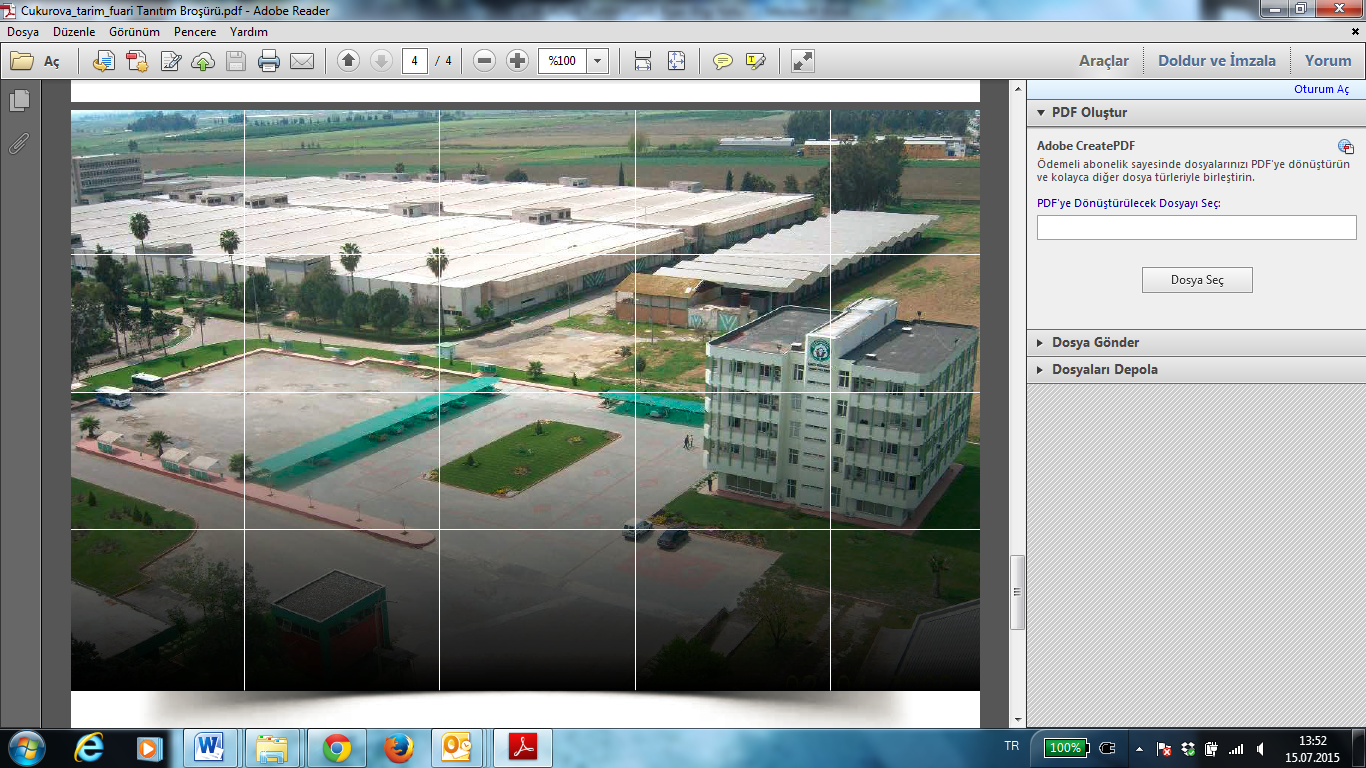 Cukurova_tarim_fuari Tanıtım Broşürü.pdf - Adobe Reader
Dosya Düzenle Görünüm Pencere Yardım
Aç 4 / 4 %100 Araçlar Doldur ve İmzala Yorum
Oturum Aç
PDF Oluştur
Adobe CreatePDF
Ödemeli abonelik sayesinde dosyalarınızı PDF'ye dönüştürün
ve kolayca diğer dosya türleriyle birleştirin.
PDF'ye Dönüştürülecek Dosyayı Seç:
Dosya Seç
Dosya Gönder
Dosyaları Depola
TR 100% 13:52
15.07.2015